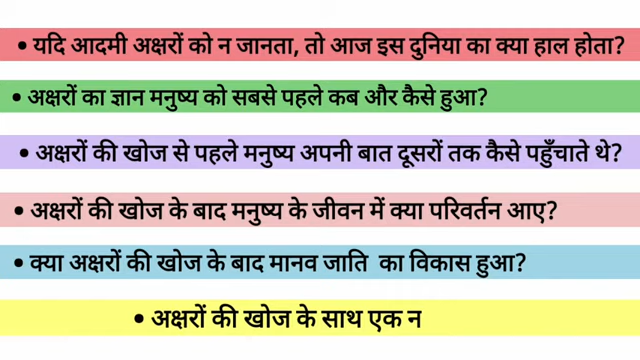 • यदि आदमी अक्षरों को न जानता, तो आज इस दुनिया का क्या हाल होता?
• अक्षरों का ज्ञान मनुष्य को सबसे पहले कब और कैसे हुआ?
• अक्षरों की खोज से पहले मनुष्य अपनी बात दूसरों तक कैसे पहुँचाते थे?
• अक्षरों की खोज के बाद मनुष्य के जीवन में क्या परिवर्तन आए?
• क्या अक्षरों की खोज के बाद मानव जाति का विकास हुआ?
• अक्षरों की खोज के साथ एक न